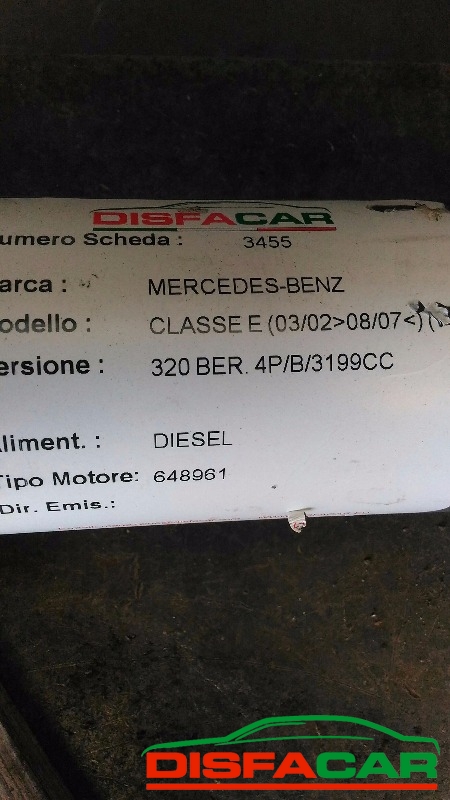 DISFACAR
umero Scheda : 3455
arca : MERCEDES-BENZ
odello : CLASSE E (03/02>08/07<)
ersione : 320 BER. 4P/B/3199CC
liment. : DIESEL
Tipo Motore: 648961
Dir. Emis.:
DISFACAR